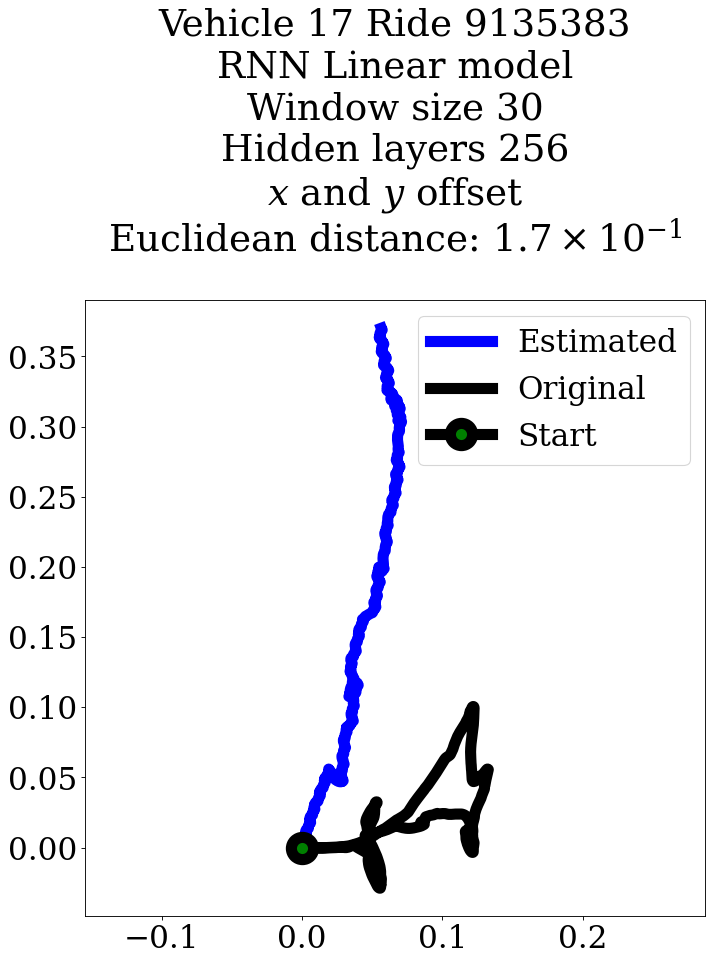 Vehicle 17 Ride 9135383
RNN Linear model
Window size 30
Hidden layers 256
x and y offset
Euclidean distance: 1.7 × 10⁻¹
Estimated
Original
Start
0.35
0.30
0.25
0.20
0.15
0.10
0.05
0.00
−0.1 0.0 0.1 0.2